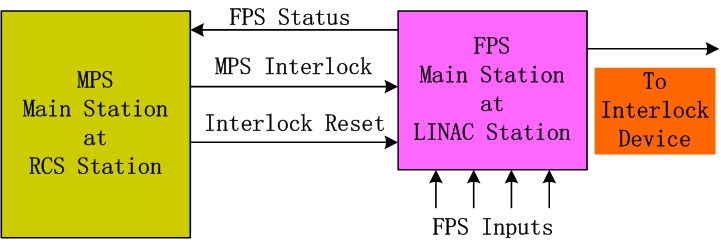 MPS
Main Station
at
RCS Station
FPS Status
MPS Interlock
Interlock Reset
FPS
Main Station
at
LINAC Station
To
Interlock
Device
FPS Inputs